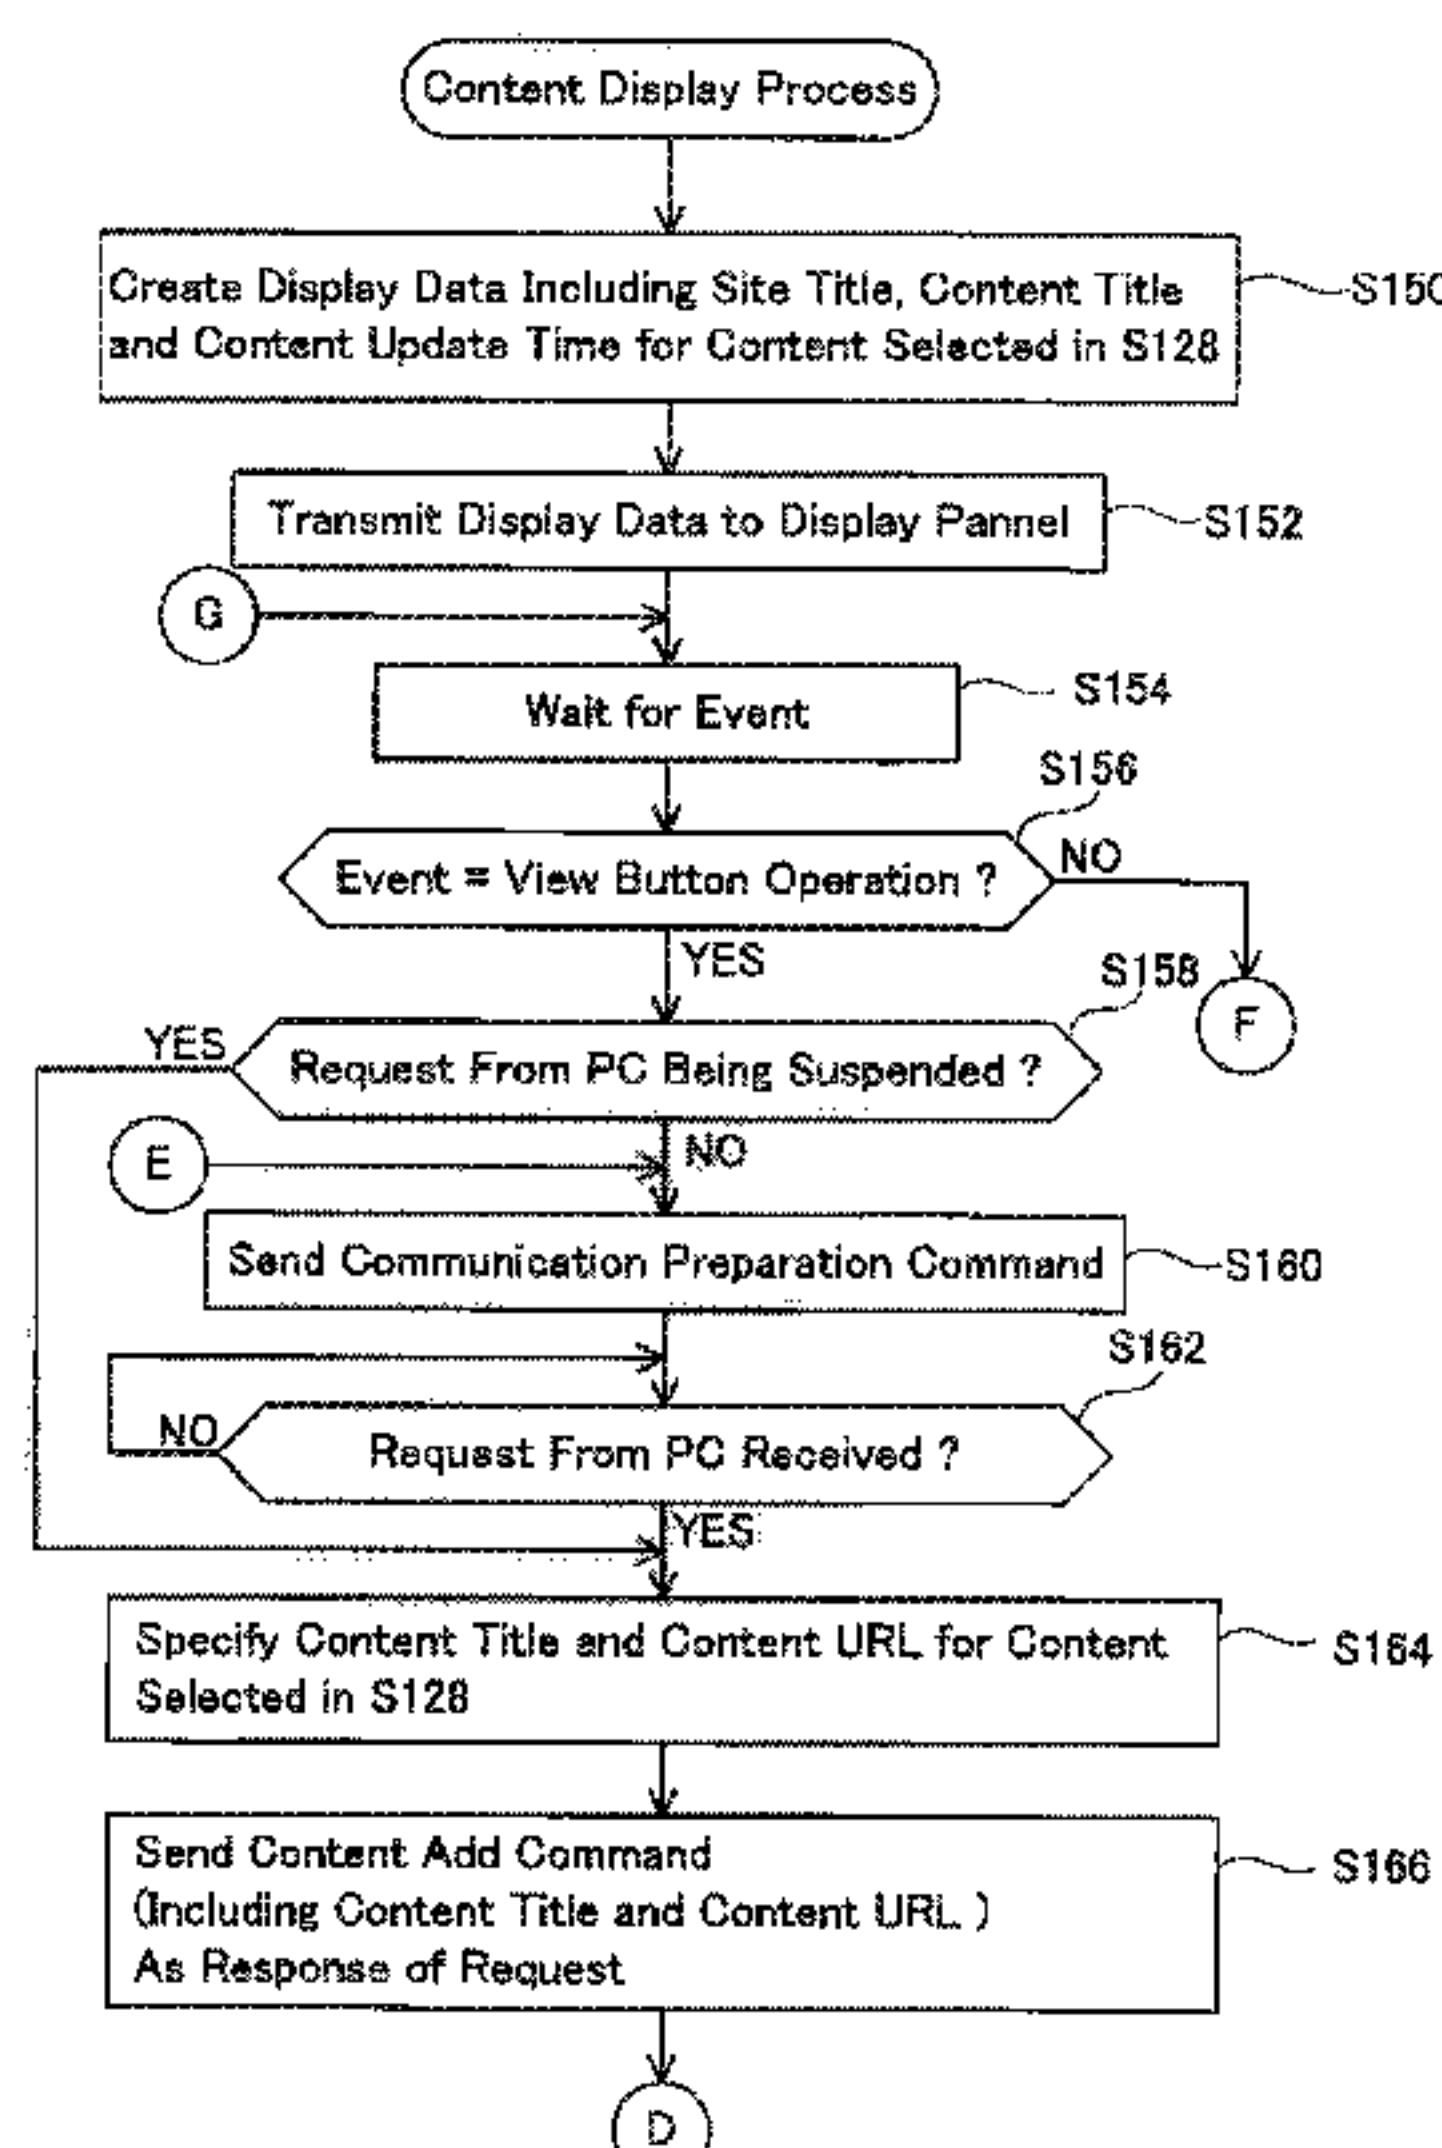 Content Display Process
Create Display Data Including Site Title, Content Title
and Content Update Time for Content Selected in S128
S150
Transmit Display Data to Display Pannel
S152
G
Wait for Event
S154
S156
Event = View Button Operation ?
NO
YES
S158
F
YES
Request From PC Being Suspended ?
E
NO
Send Communication Preparation Command
S160
S162
NO
Request From PC Received ?
YES
Specify Content Title and Content URL for Content
Selected in S128
S164
Send Content Add Command
(Including Content Title and Content URL )
As Response of Request
S166
D